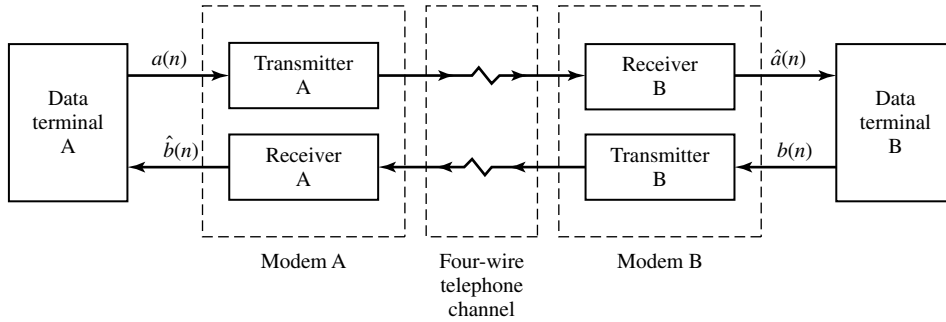 a(n)
Transmitter
A
Receiver
B
â(n)
Data
terminal
A
Data
terminal
B
b̂(n)
Receiver
A
Transmitter
B
b(n)
Modem A
Four-wire
telephone
channel
Modem B